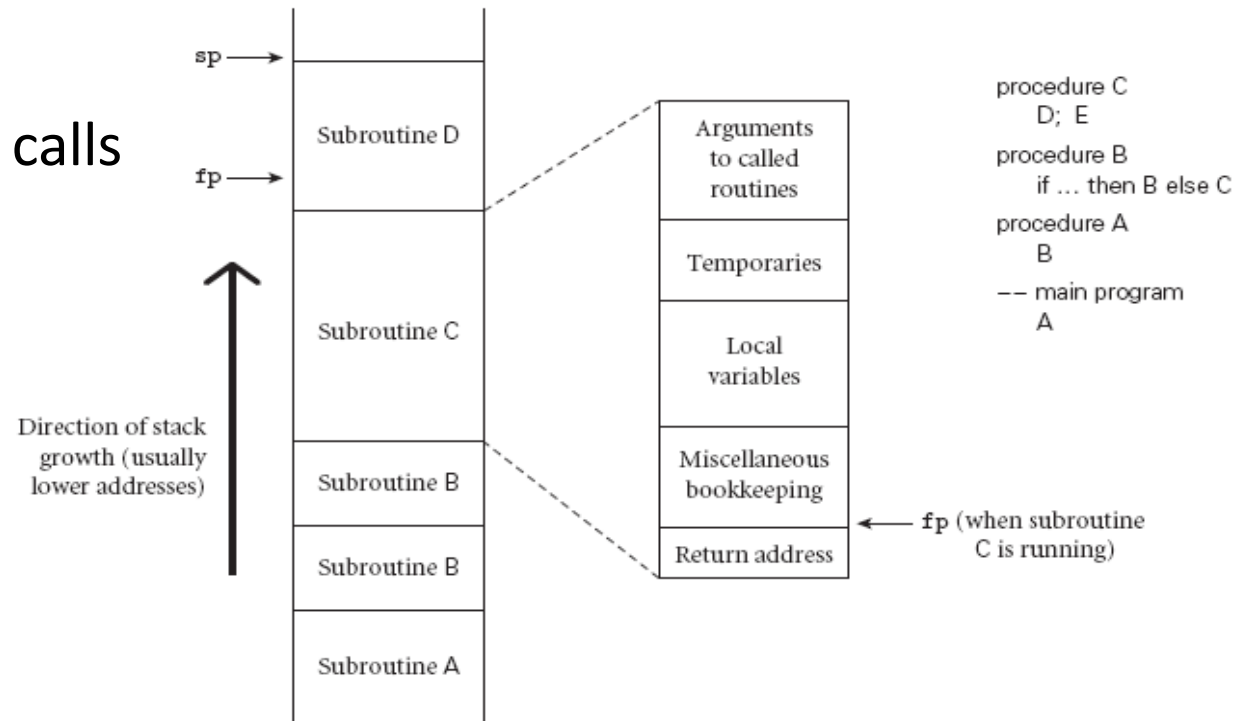 calls
sp
fp
Subroutine D
Subroutine C
Subroutine B
Subroutine B
Subroutine A
Direction of stack
growth (usually
lower addresses)
Arguments
to called
routines
Temporaries
Local
variables
Miscellaneous
bookkeeping
Return address
fp (when subroutine
C is running)
procedure C
D; E
procedure B
if ... then B else C
procedure A
B
-- main program
A